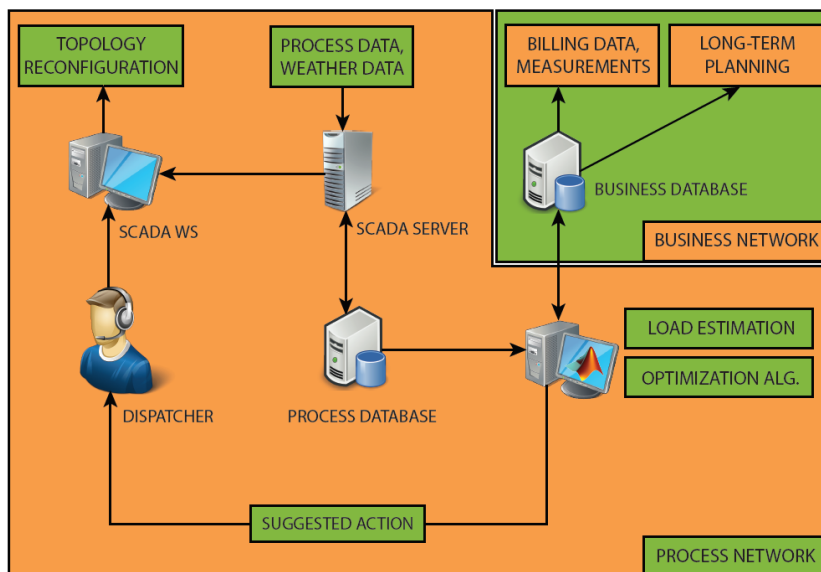 TOPOLOGY
RECONFIGURATION
PROCESS DATA,
WEATHER DATA
BILLING DATA,
MEASUREMENTS
LONG-TERM
PLANNING
BUSINESS DATABASE
SCADA WS
SCADA SERVER
BUSINESS NETWORK
LOAD ESTIMATION
OPTIMIZATION ALG.
DISPATCHER
PROCESS DATABASE
SUGGESTED ACTION
PROCESS NETWORK